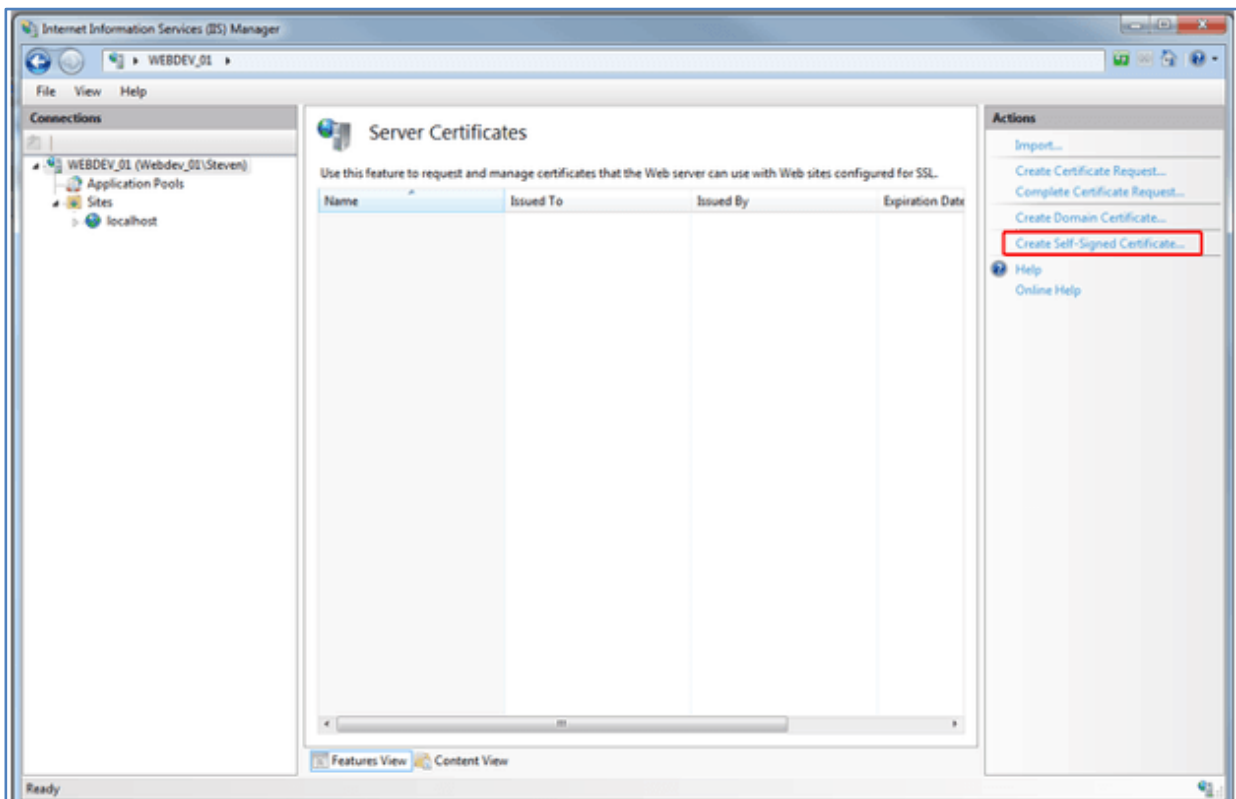 Internet Information Services (IIS) Manager
WEBDEV_01
File View Help
Connections
WEBDEV_01 (Webdev_01\Steven)
Application Pools
Sites
localhost
Server Certificates
Use this feature to request and manage certificates that the Web server can use with Web sites configured for SSL.
Name Issued To Issued By Expiration Date
Features View Content View
Actions
Import...
Create Certificate Request...
Complete Certificate Request...
Create Domain Certificate...
Create Self-Signed Certificate...
Help
Online Help
Ready